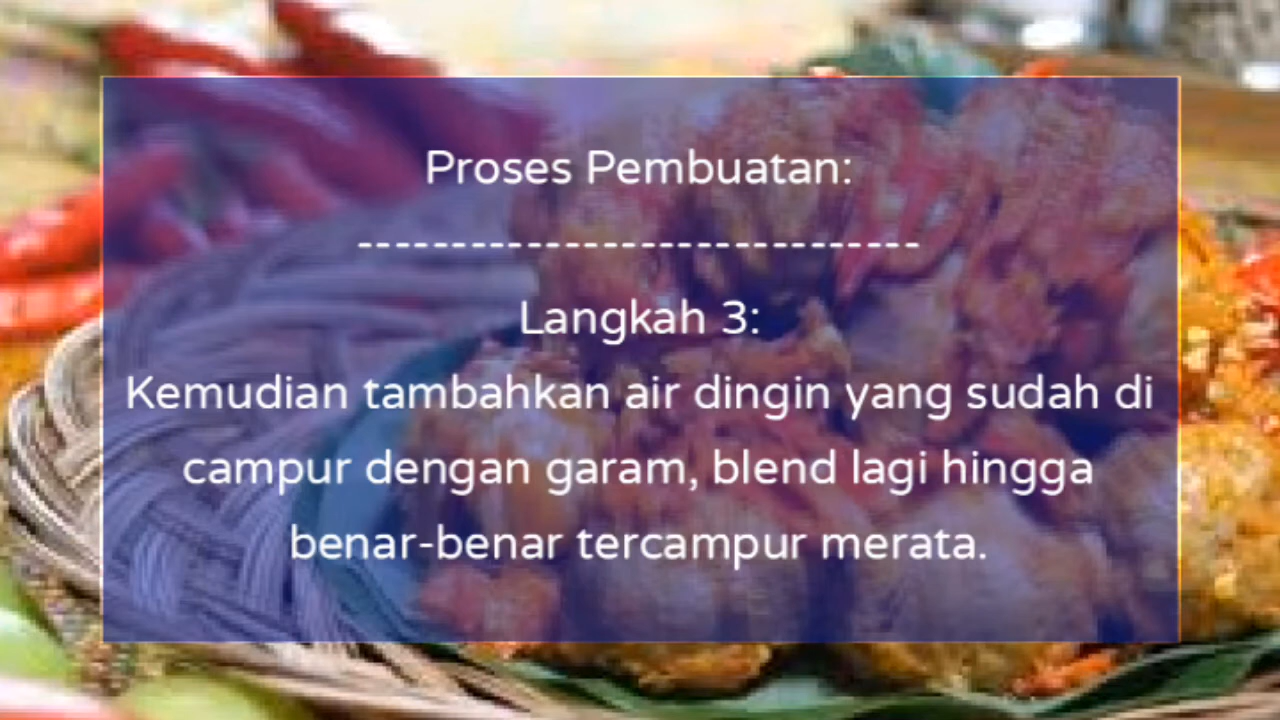 Proses Pembuatan:
------------------------------
Langkah 3:
Kemudian tambahkan air dingin yang sudah di
campur dengan garam, blend lagi hingga
benar-benar tercampur merata.